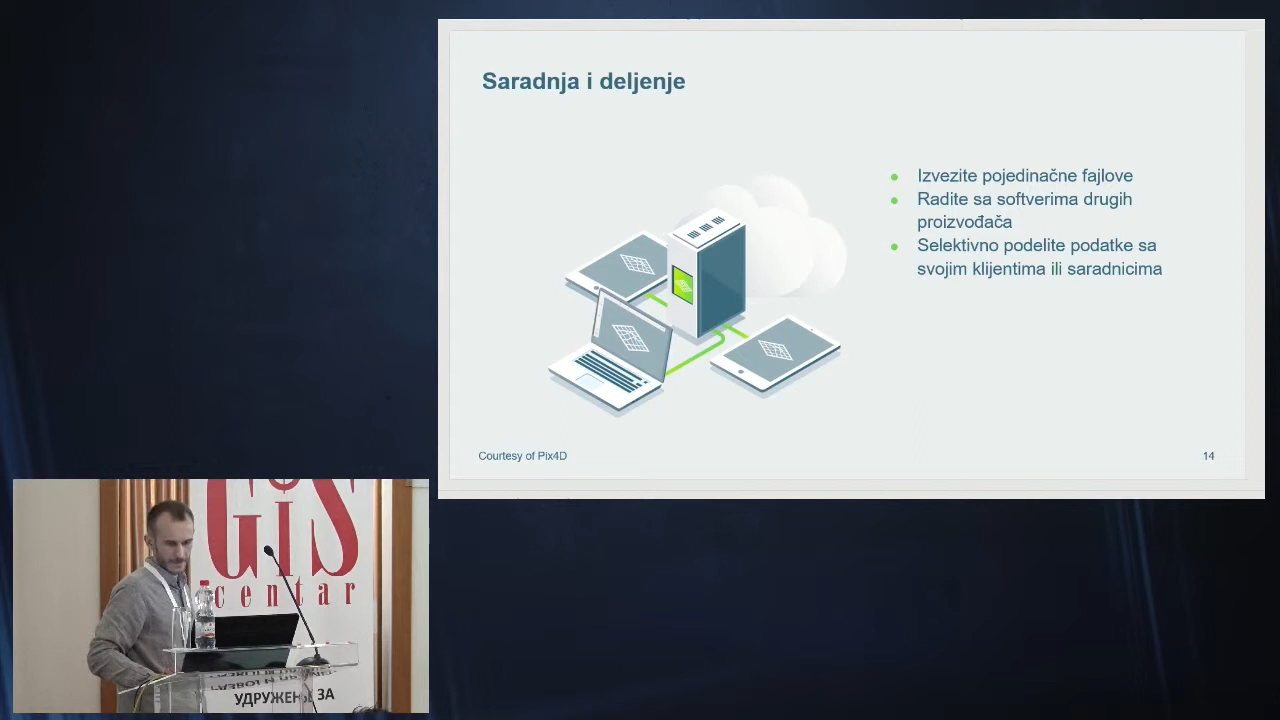 Saradnja i deljenje
Izvezite pojedinačne fajlove
Radite sa softverima drugih
proizvođača
Selektivno podelite podatke sa
svojim klijentima ili saradnicima
Courtesy of Pix4D
14
GiS
centar
УДРУЖЕЊЕ ЗА